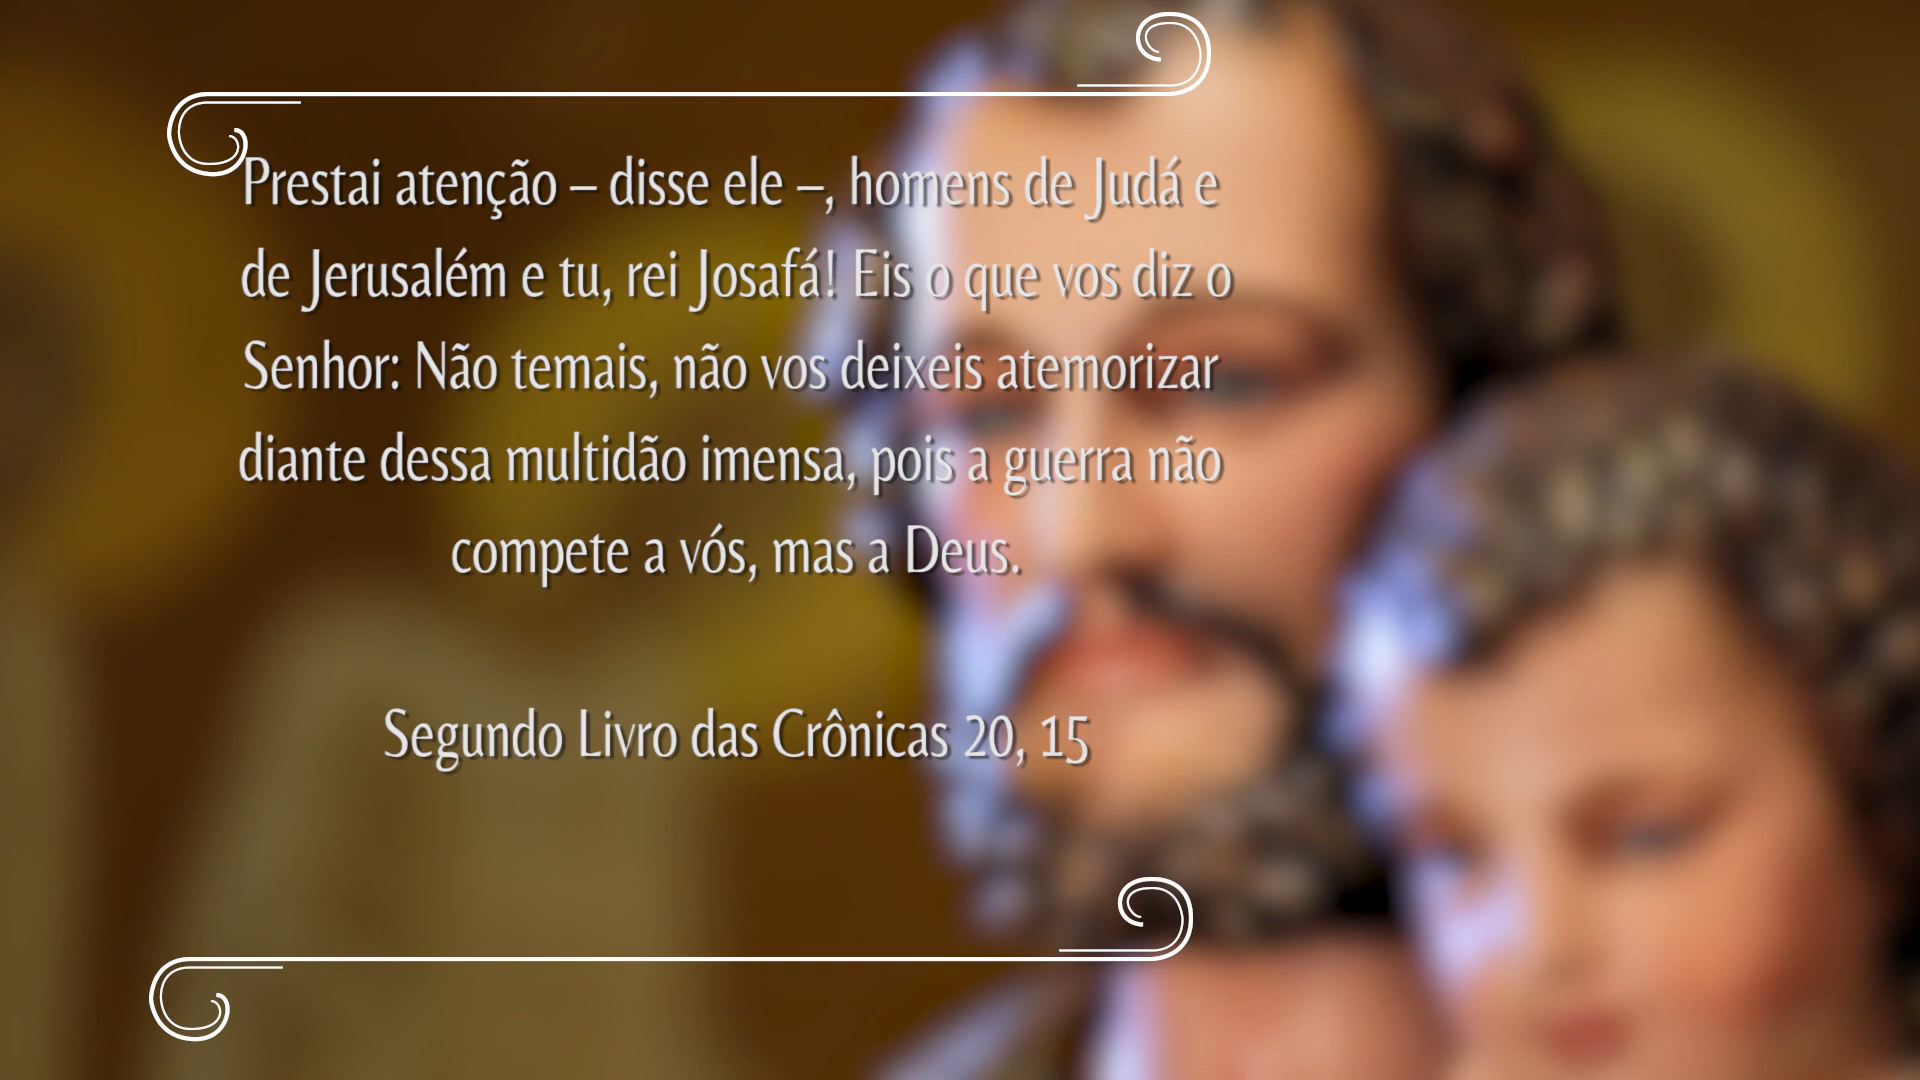 Prestai atenção – disse ele –, homens de Judá e
de Jerusalém e tu, rei Josafá! Eis o que vos diz o
Senhor: Não temais, não vos deixeis atemorizar
diante dessa multidão imensa, pois a guerra não
compete a vós, mas a Deus.
Segundo Livro das Crônicas 20, 15